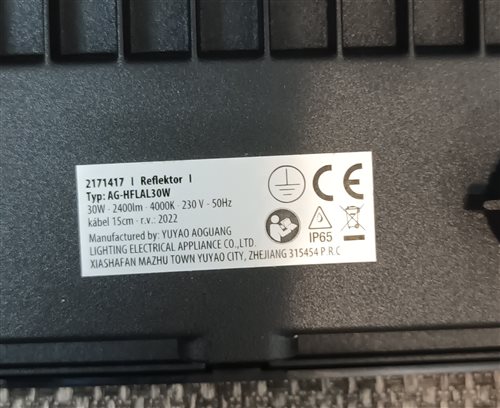 2171417 | Reflektor |
Typ: AG-HFLAL30W
30W · 2400lm · 4000K · 230 V · 50Hz
kábel 15cm · r.v.: 2022
Manufactured by: YUYAO AOGUANG
LIGHTING ELECTRICAL APPLIANCE CO.,LTD.
XIASHAFAN MAZHU TOWN YUYAO CITY, ZHEJIANG 315454 P R C
CE
IP65